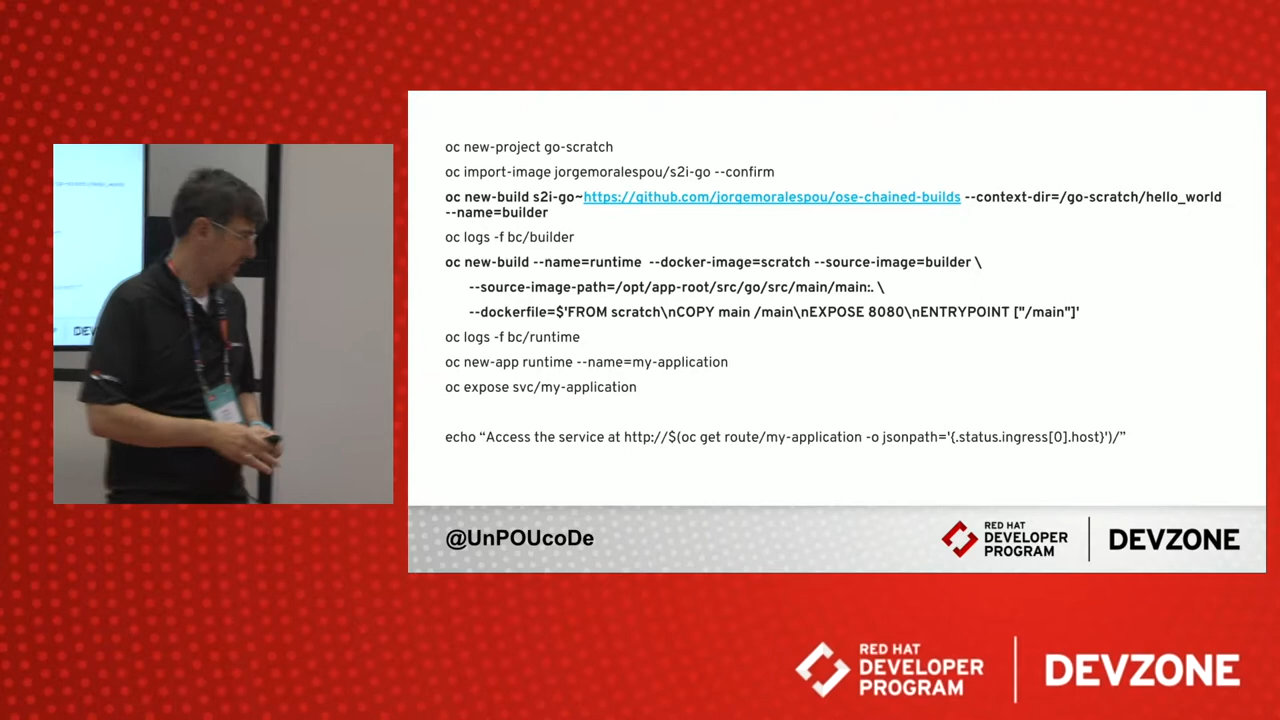 oc new-project go-scratch
oc import-image jorgemoralespou/s2i-go --confirm
oc new-build s2i-go~https://github.com/jorgemoralespou/ose-chained-builds --context-dir=/go-scratch/hello_world
--name=builder
oc logs -f bc/builder
oc new-build --name=runtime  --docker-image=scratch --source-image=builder \
--source-image-path=/opt/app-root/src/go/src/main/main:. \
--dockerfile=$'FROM scratch\nCOPY main /main\nEXPOSE 8080\nENTRYPOINT ["/main"]'
oc logs -f bc/runtime
oc new-app runtime --name=my-application
oc expose svc/my-application
echo “Access the service at http://$(oc get route/my-application -o jsonpath='{.status.ingress[0].host}')/”
@UnPOUcoDe
RED HAT
DEVELOPER
PROGRAM
DEVZONE
RED HAT
DEVELOPER
PROGRAM
DEVZONE